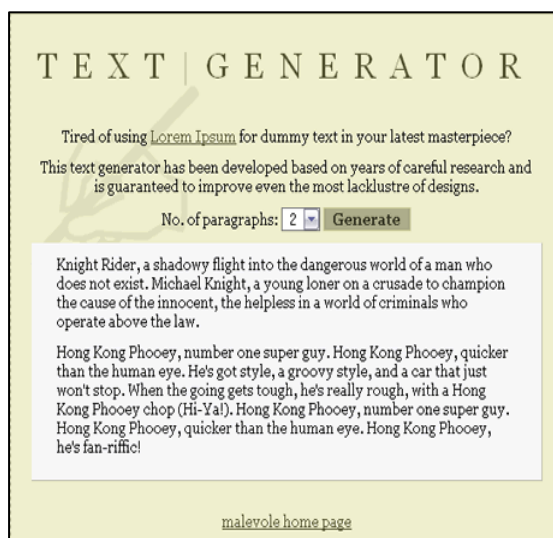 TEXT|GENERATOR
Tired of using Lorem Ipsum for dummy text in your latest masterpiece?
This text generator has been developed based on years of careful research and
is guaranteed to improve even the most lacklustre of designs.
No. of paragraphs: 2 Generate
Knight Rider, a shadowy flight into the dangerous world of a man who
does not exist. Michael Knight, a young loner on a crusade to champion
the cause of the innocent, the helpless in a world of criminals who
operate above the law.
Hong Kong Phooey, number one super guy. Hong Kong Phooey, quicker
than the human eye. He's got style, a groovy style, and a car that just
won't stop. When the going gets tough, he's really rough, with a Hong
Kong Phooey chop (Hi-Ya!). Hong Kong Phooey, number one super guy.
Hong Kong Phooey, quicker than the human eye. Hong Kong Phooey,
he's fan-riffic!
malevole home page